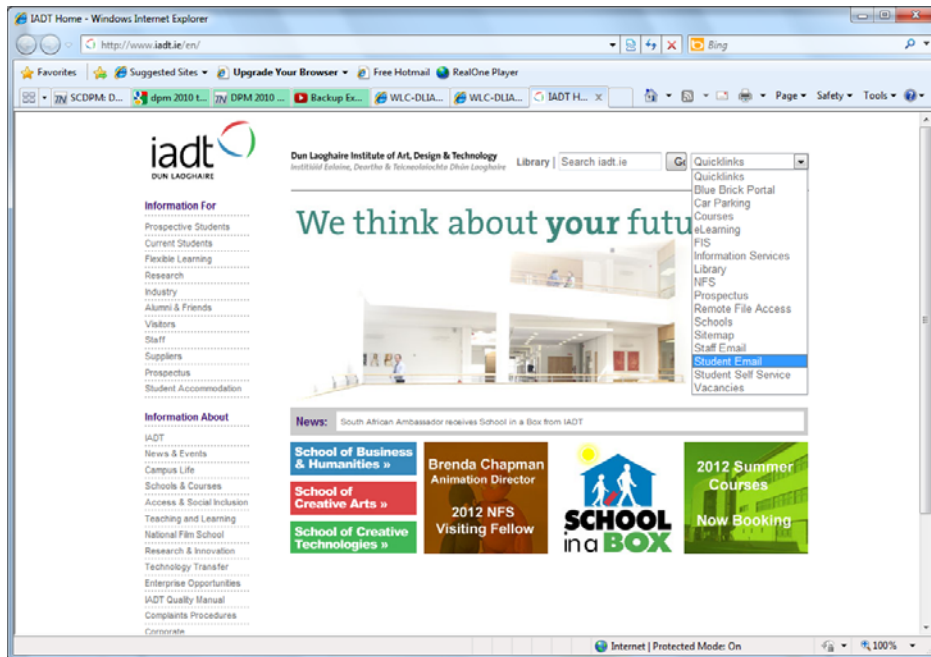 IADT Home - Windows Internet Explorer
http://www.iadt.ie/en/
Bing
Favorites
Suggested Sites
Upgrade Your Browser
Free Hotmail
RealOne Player
SCDPM: D...
dpm 2010 t...
DPM 2010 ...
Backup Ex...
WLC-DLIA...
WLC-DLIA...
IADT H...
Page
Safety
Tools
iadt
DUN LAOGHAIRE
Dun Laoghaire Institute of Art, Design & Technology
Institiúid Ealaíne, Deartha & Teicneolaíochta Dhún Laoghaire
Library |
Search iadt.ie
Quicklinks
Quicklinks
Blue Brick Portal
Car Parking
Courses
eLearning
FIS
Information Services
Library
NFS
Prospectus
Remote File Access
Schools
Sitemap
Staff Email
Student Email
Student Self Service
Vacancies
Information For
Prospective Students
Current Students
Flexible Learning
Research
Industry
Alumni & Friends
Visitors
Staff
Suppliers
Prospectus
Student Accommodation
We think about your futu
Information About
IADT
News & Events
Campus Life
Schools & Courses
Access & Social Inclusion
Teaching and Learning
National Film School
Research & Innovation
Technology Transfer
Enterprise Opportunities
IADT Quality Manual
Complaints Procedures
Corporate
News: South African Ambassador receives School in a Box from IADT
School of Business
& Humanities »
School of
Creative Arts »
School of Creative
Technologies »
Brenda Chapman
Animation Director
2012 NFS
Visiting Fellow
SCHOOL
in a BOX
2012 Summer
Courses
Now Booking
Internet | Protected Mode: On
100%